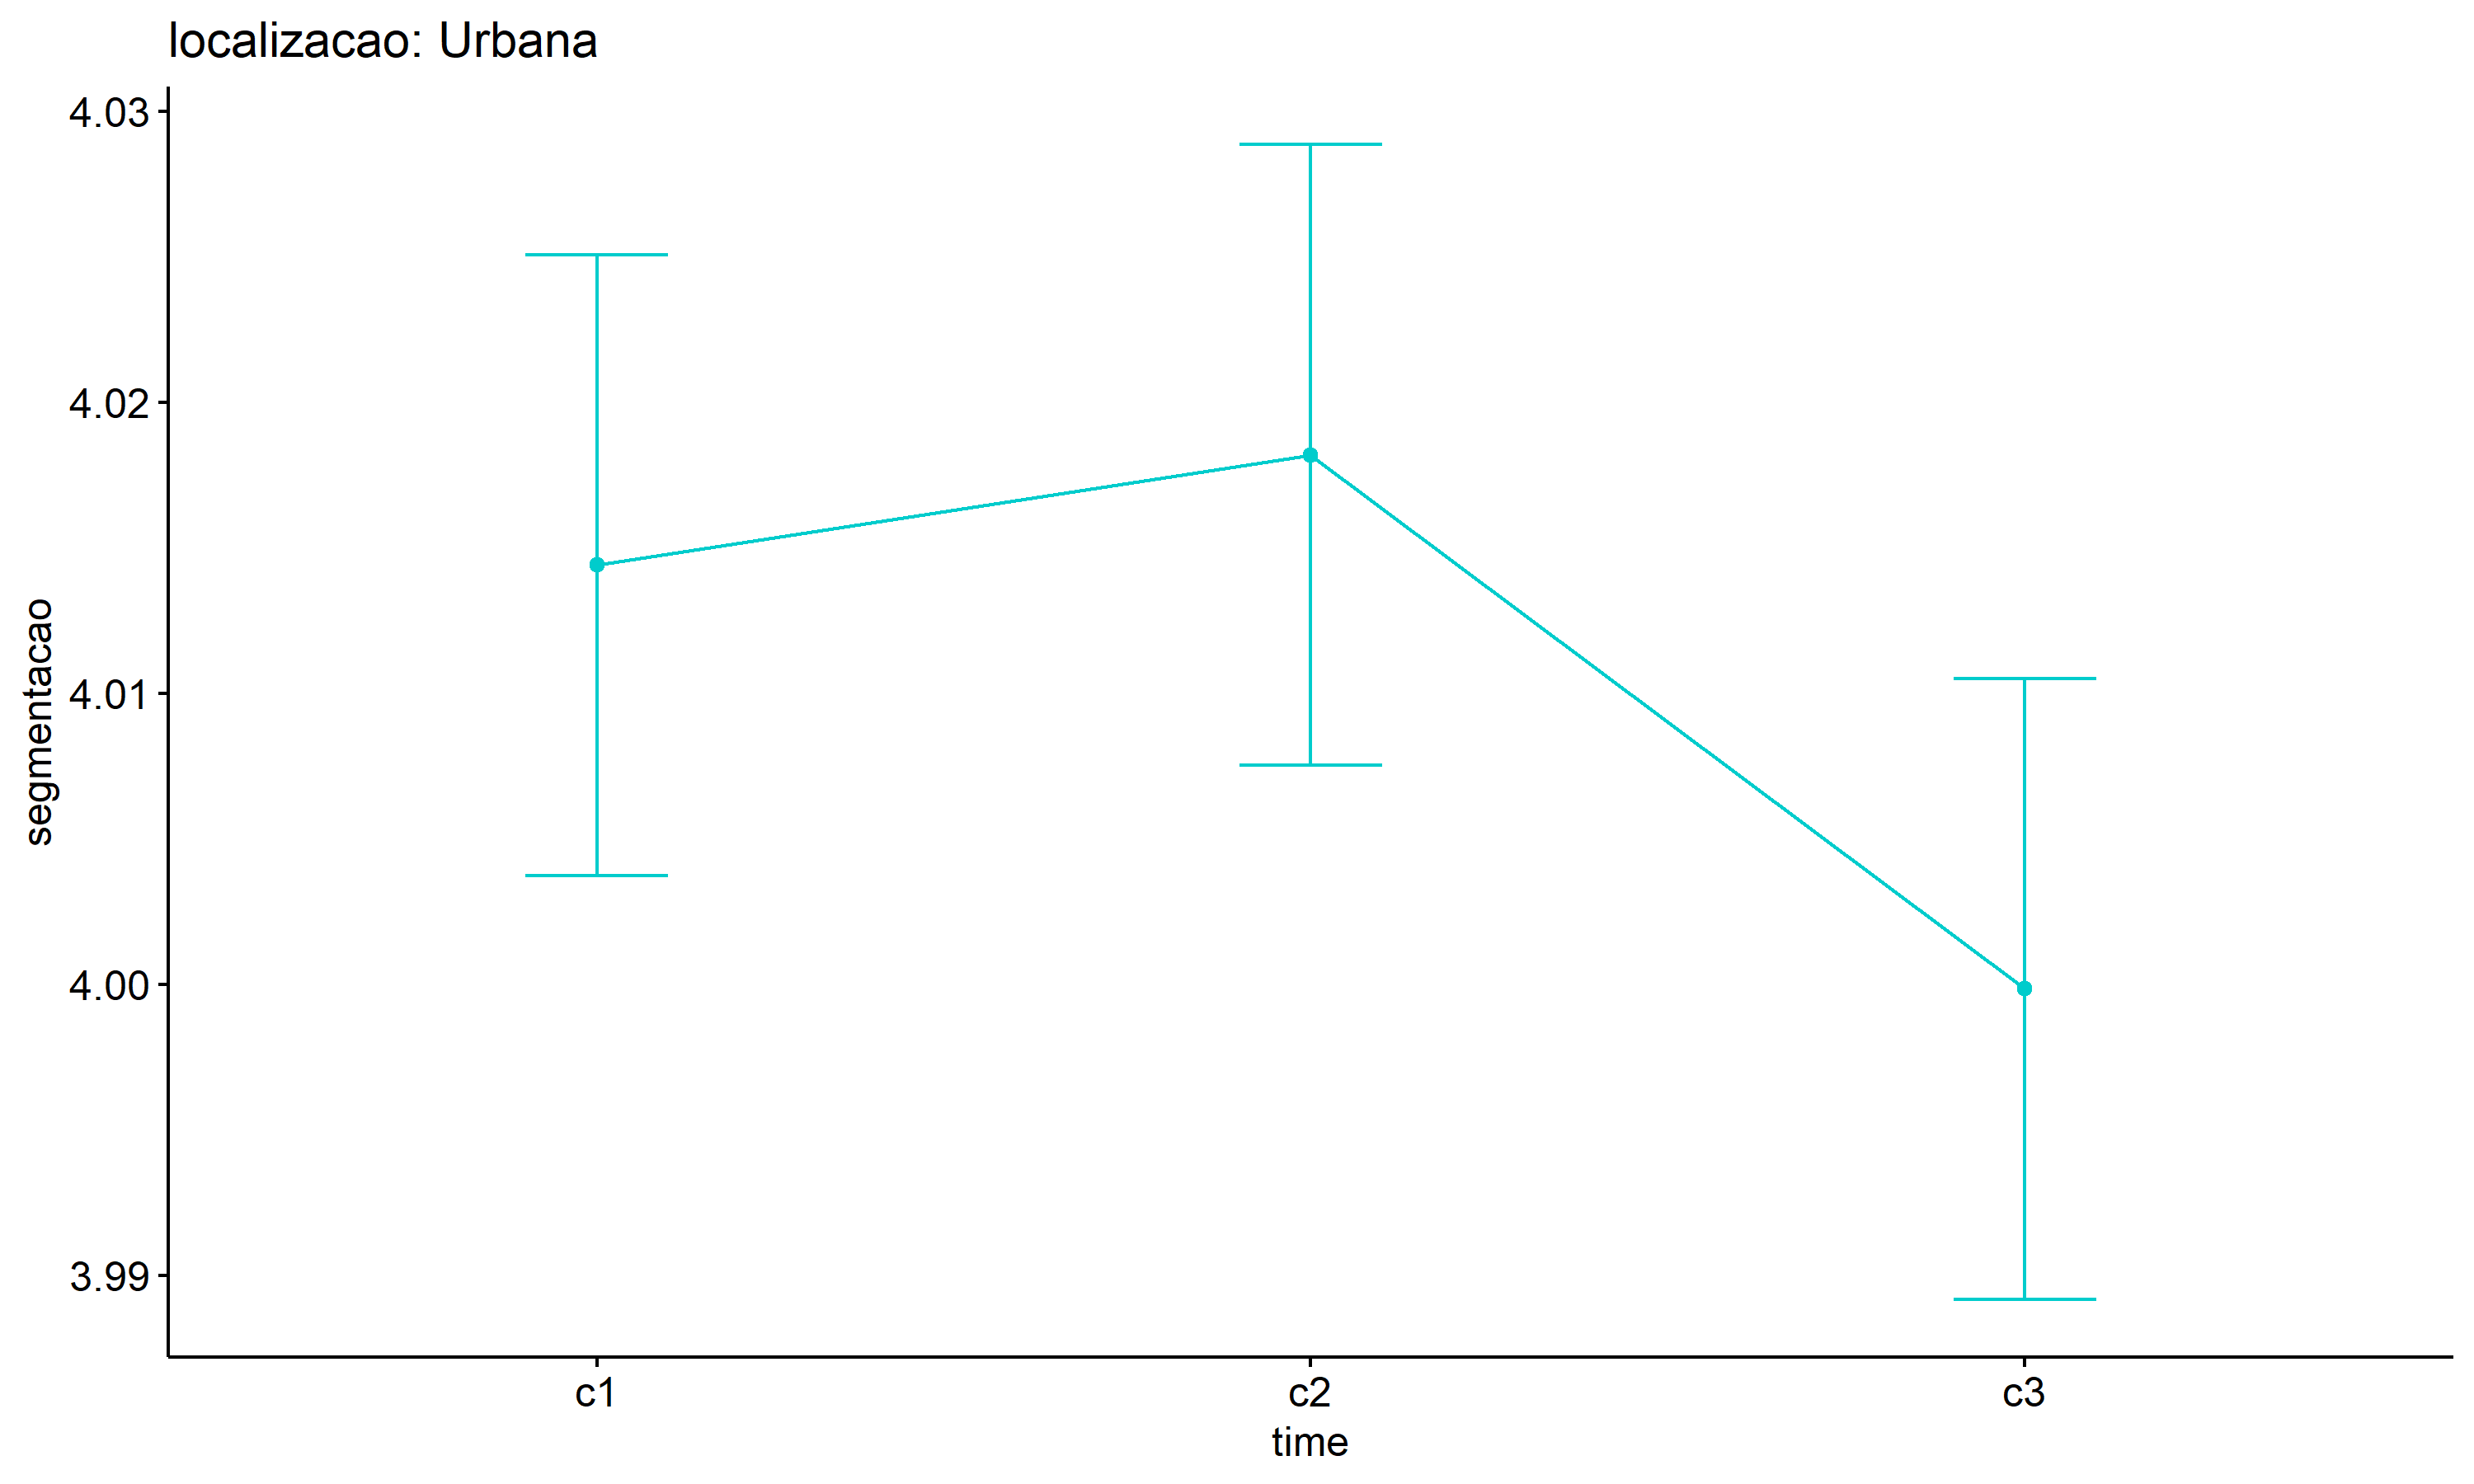 localizacao: Urbana
4.03
4.02
4.01
4.00
3.99
segmentacao
c1
c2
c3
time